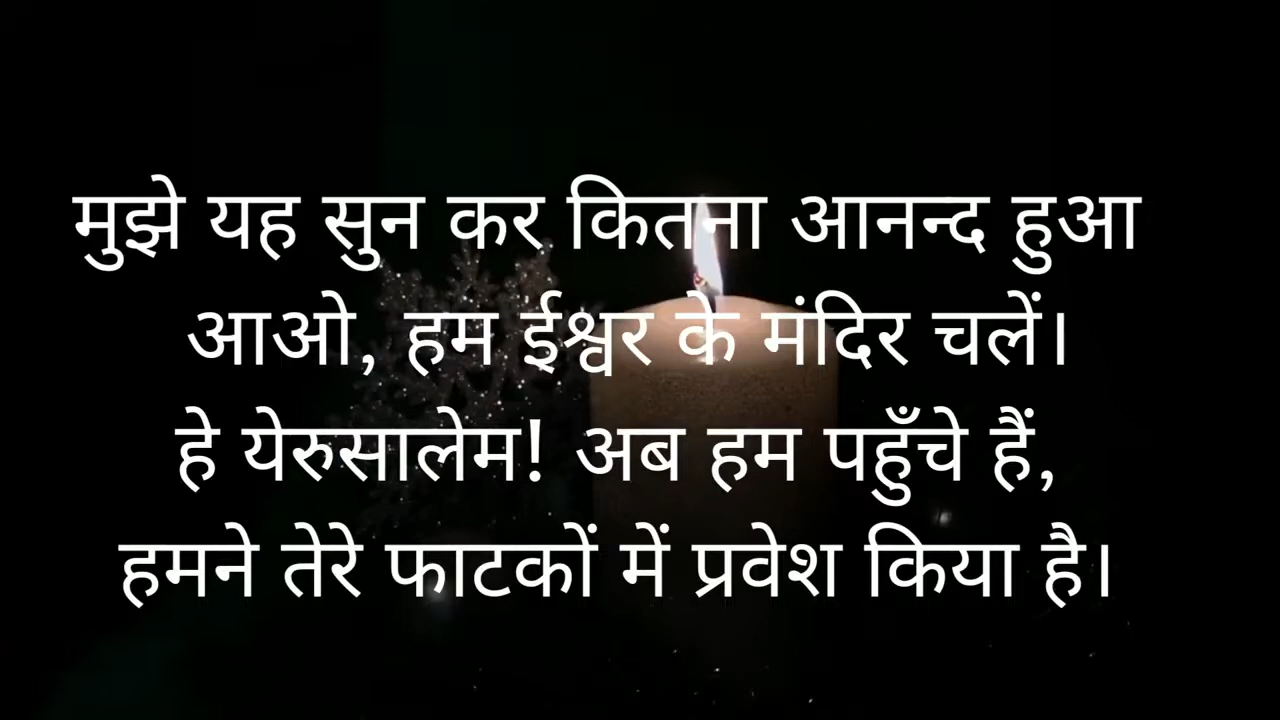 मुझे यह सुन कर कितना आनन्द हुआ
आओ, हम ईश्वर के मंदिर चलें।
हे येरुसालेम! अब हम पहुँचे हैं,
हमने तेरे फाटकों में प्रवेश किया है।